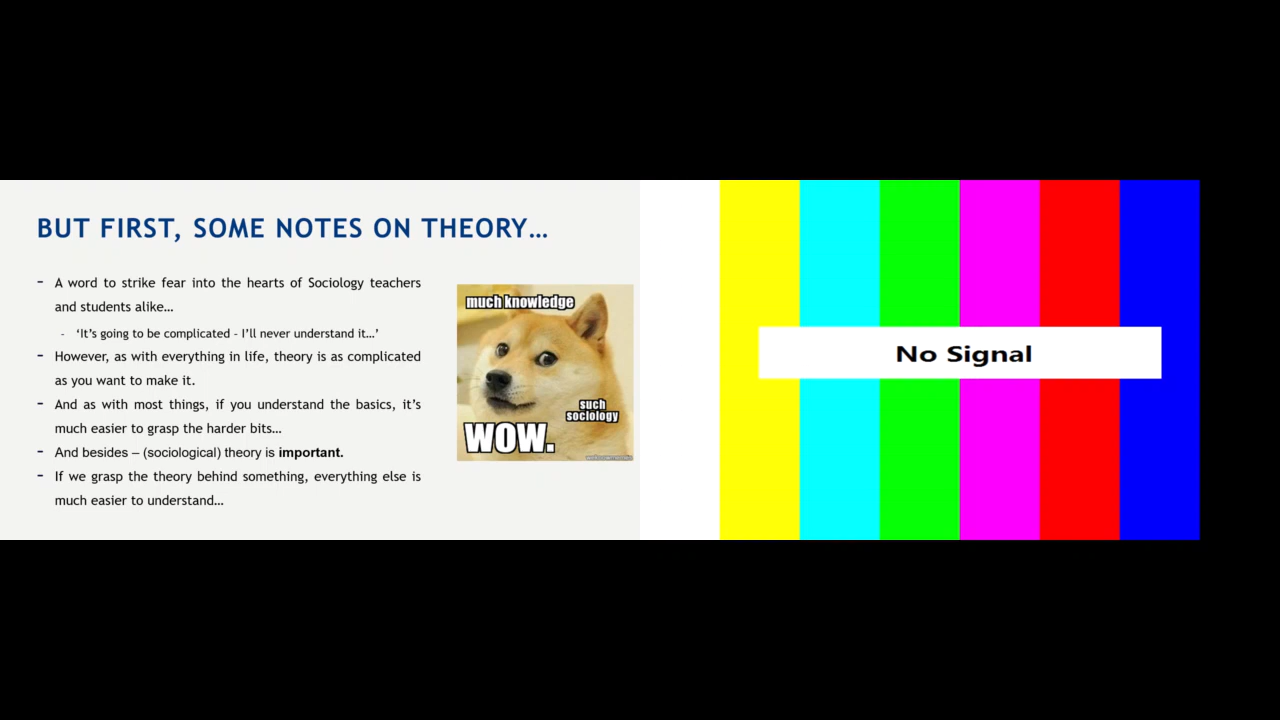 BUT FIRST, SOME NOTES ON THEORY…
- A word to strike fear into the hearts of Sociology teachers
and students alike…
- ‘It’s going to be complicated - I’ll never understand it…’
- However, as with everything in life, theory is as complicated
as you want to make it.
- And as with most things, if you understand the basics, it’s
much easier to grasp the harder bits…
- And besides – (sociological) theory is important.
- If we grasp the theory behind something, everything else is
much easier to understand…
much knowledge
such
sociology
WOW.
No Signal